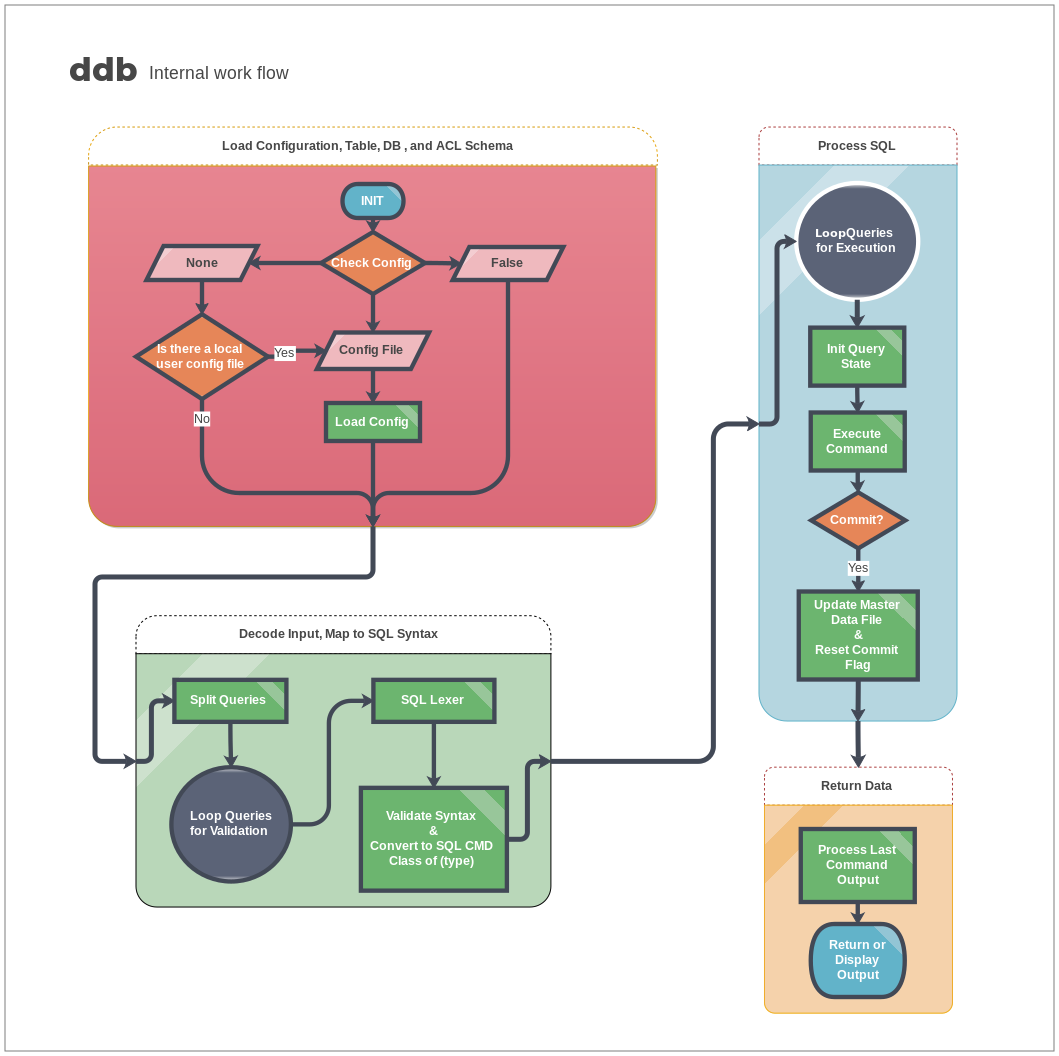 ddb Internal work flow
Load Configuration, Table, DB , and ACL Schema
INIT
None
Check Config
False
Is there a local
user config file
Yes
Config File
No
Load Config
Decode Input, Map to SQL Syntax
Split Queries
SQL Lexer
Loop Queries
for Validation
Validate Syntax
&
Convert to SQL CMD
Class of (type)
Process SQL
LoopQueries
for Execution
Init Query
State
Execute
Command
Commit?
Yes
Update Master
Data File
&
Reset Commit
Flag
Return Data
Process Last
Command
Output
Return or
Display
Output